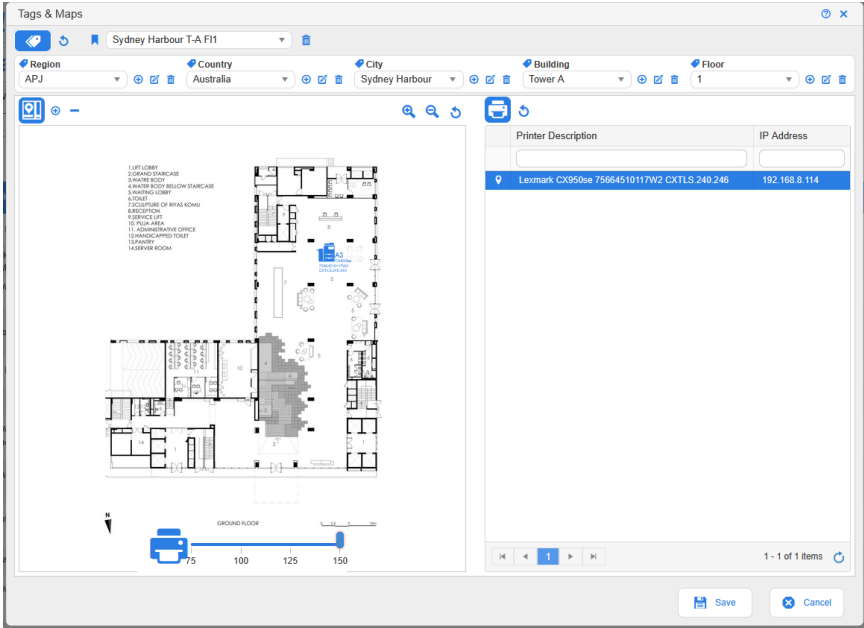 Tags & Maps
Sydney Harbour T-A Fl1
Region
Country
City
Building
Floor
APJ
Australia
Sydney Harbour
Tower A
1
1.LIFT LOBBY
2.GRAND STAIRCASE
3.WATRE BODY
4.WATER BODY BELLOW STAIRCASE
5.WAITING LOBBY
6.TOILET
7.SCULPTURE OF RIYAS KOMU
8.RECEPTION
9.SERVICE LIFT
10. PUJA AREA
11. ADMINISTRATIVE OFFICE
12.HANDICAPPED TOILET
13.PANTRY
14.SERVER ROOM
A3
N
GROUND FLOOR
75 100 125 150
Printer Description IP Address
Lexmark CX950se 75664510117W2 CXTLS.240.246 192.168.8.114
1
1 - 1 of 1 items
Save
Cancel